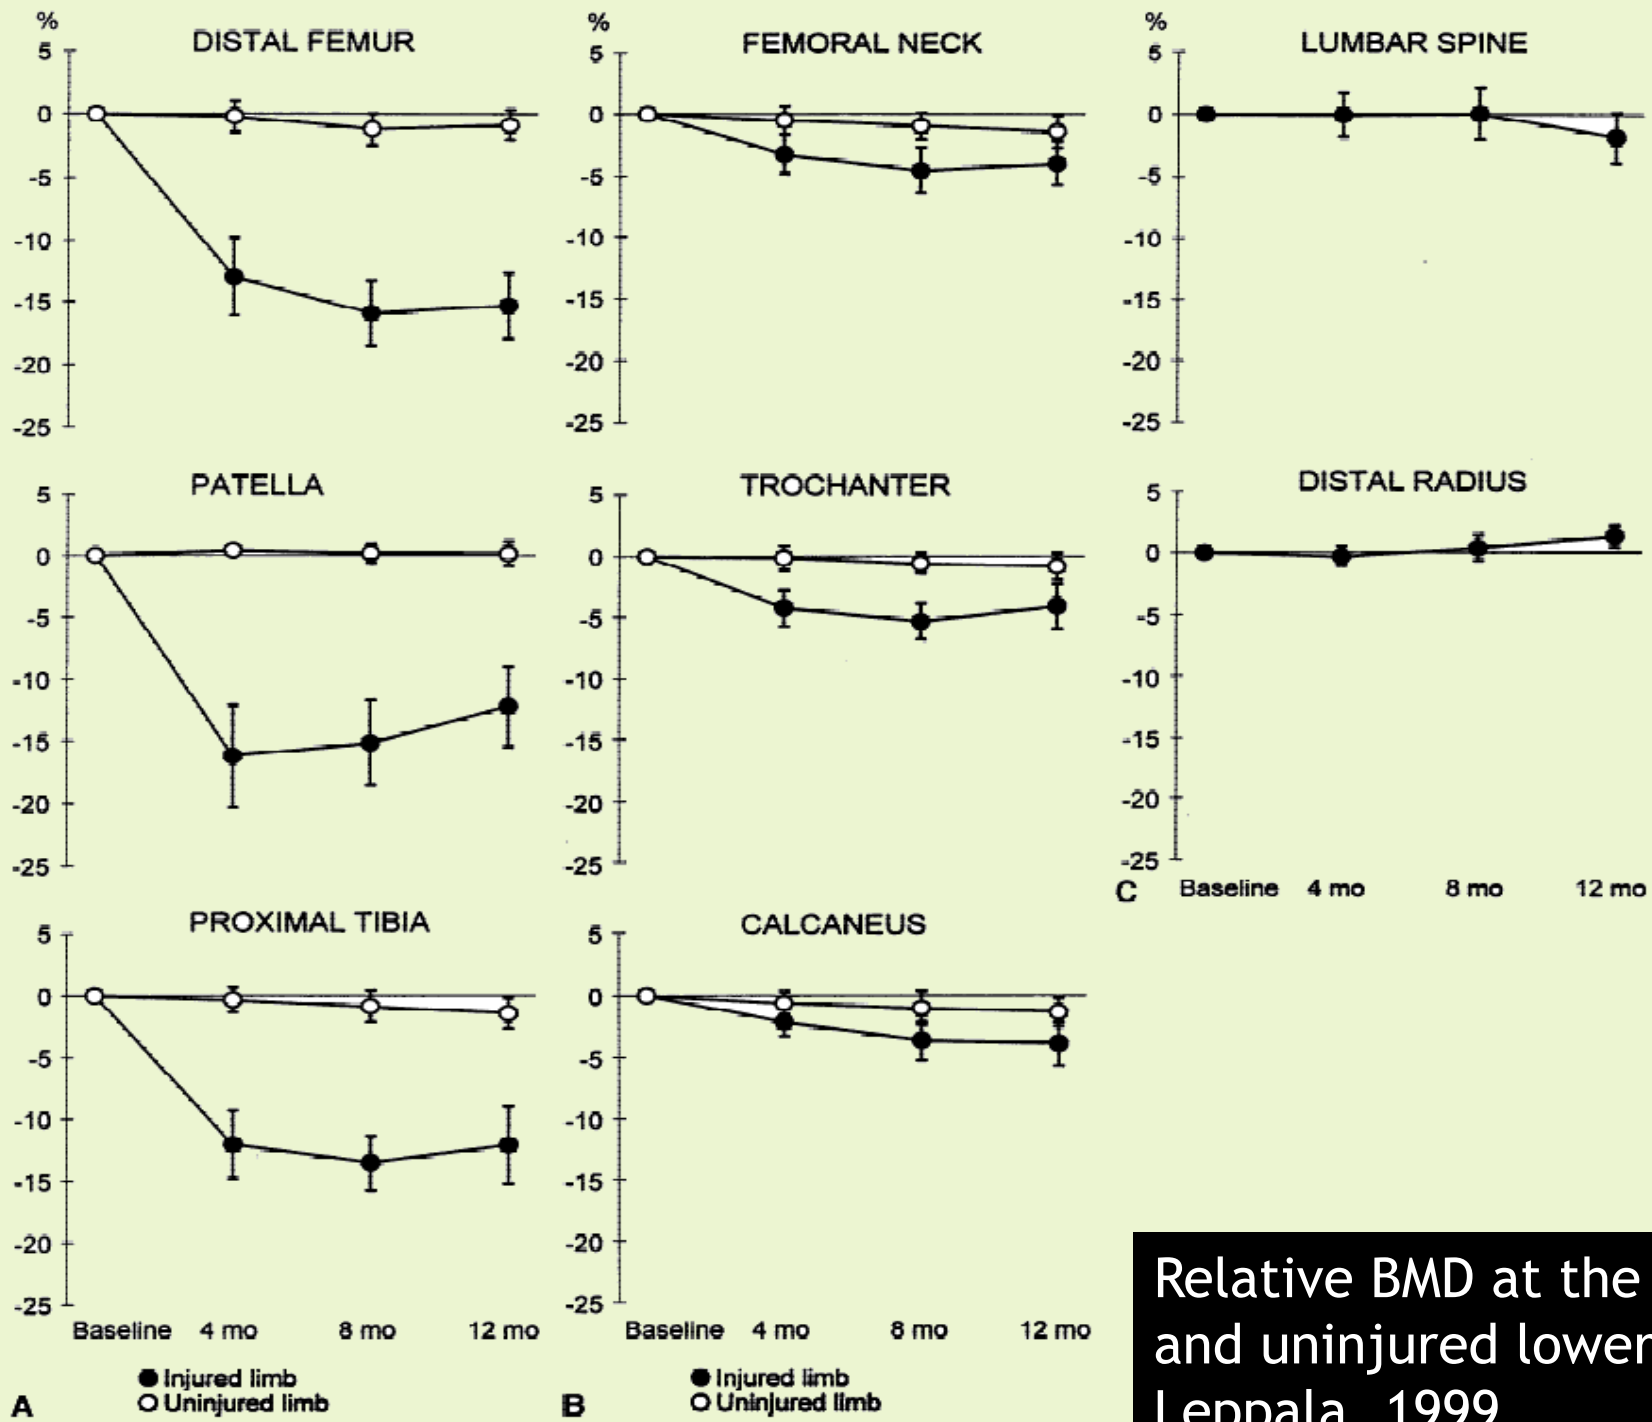 %
DISTAL FEMUR
5
0
-5
-10
-15
-20
-25
PATELLA
5
0
-5
-10
-15
-20
-25
PROXIMAL TIBIA
5
0
-5
-10
-15
-20
-25
Baseline 4 mo 8 mo 12 mo
Injured limb
Uninjured limb
A
%
FEMORAL NECK
5
0
-5
-10
-15
-20
-25
TROCHANTER
5
0
-5
-10
-15
-20
-25
CALCANEUS
5
0
-5
-10
-15
-20
-25
Baseline 4 mo 8 mo 12 mo
Injured limb
Uninjured limb
B
%
LUMBAR SPINE
5
0
-5
-10
-15
-20
-25
DISTAL RADIUS
5
0
-5
-10
-15
-20
-25
C Baseline 4 mo 8 mo 12 mo
Relative BMD at the
and uninjured lower
Leppala, 1999